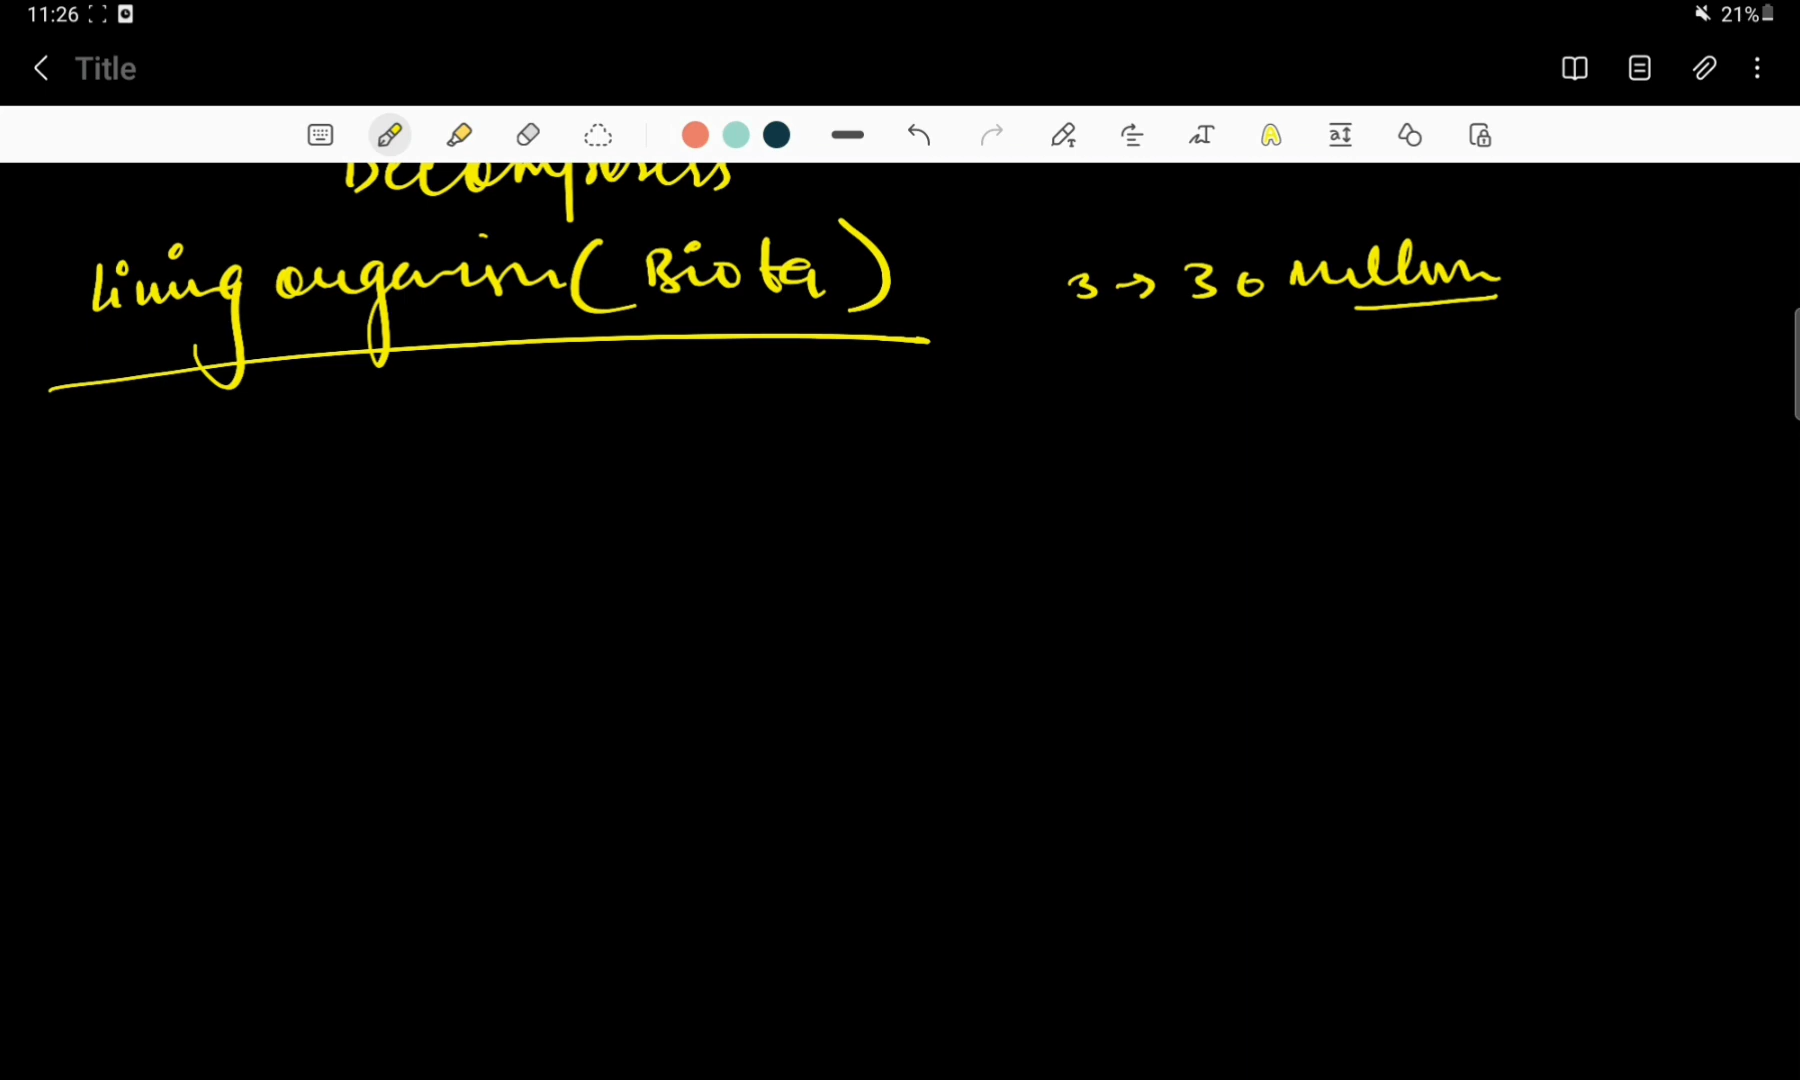 11:26 21%
Title
Decomposers
living organism (Biota) 3 → 30 million